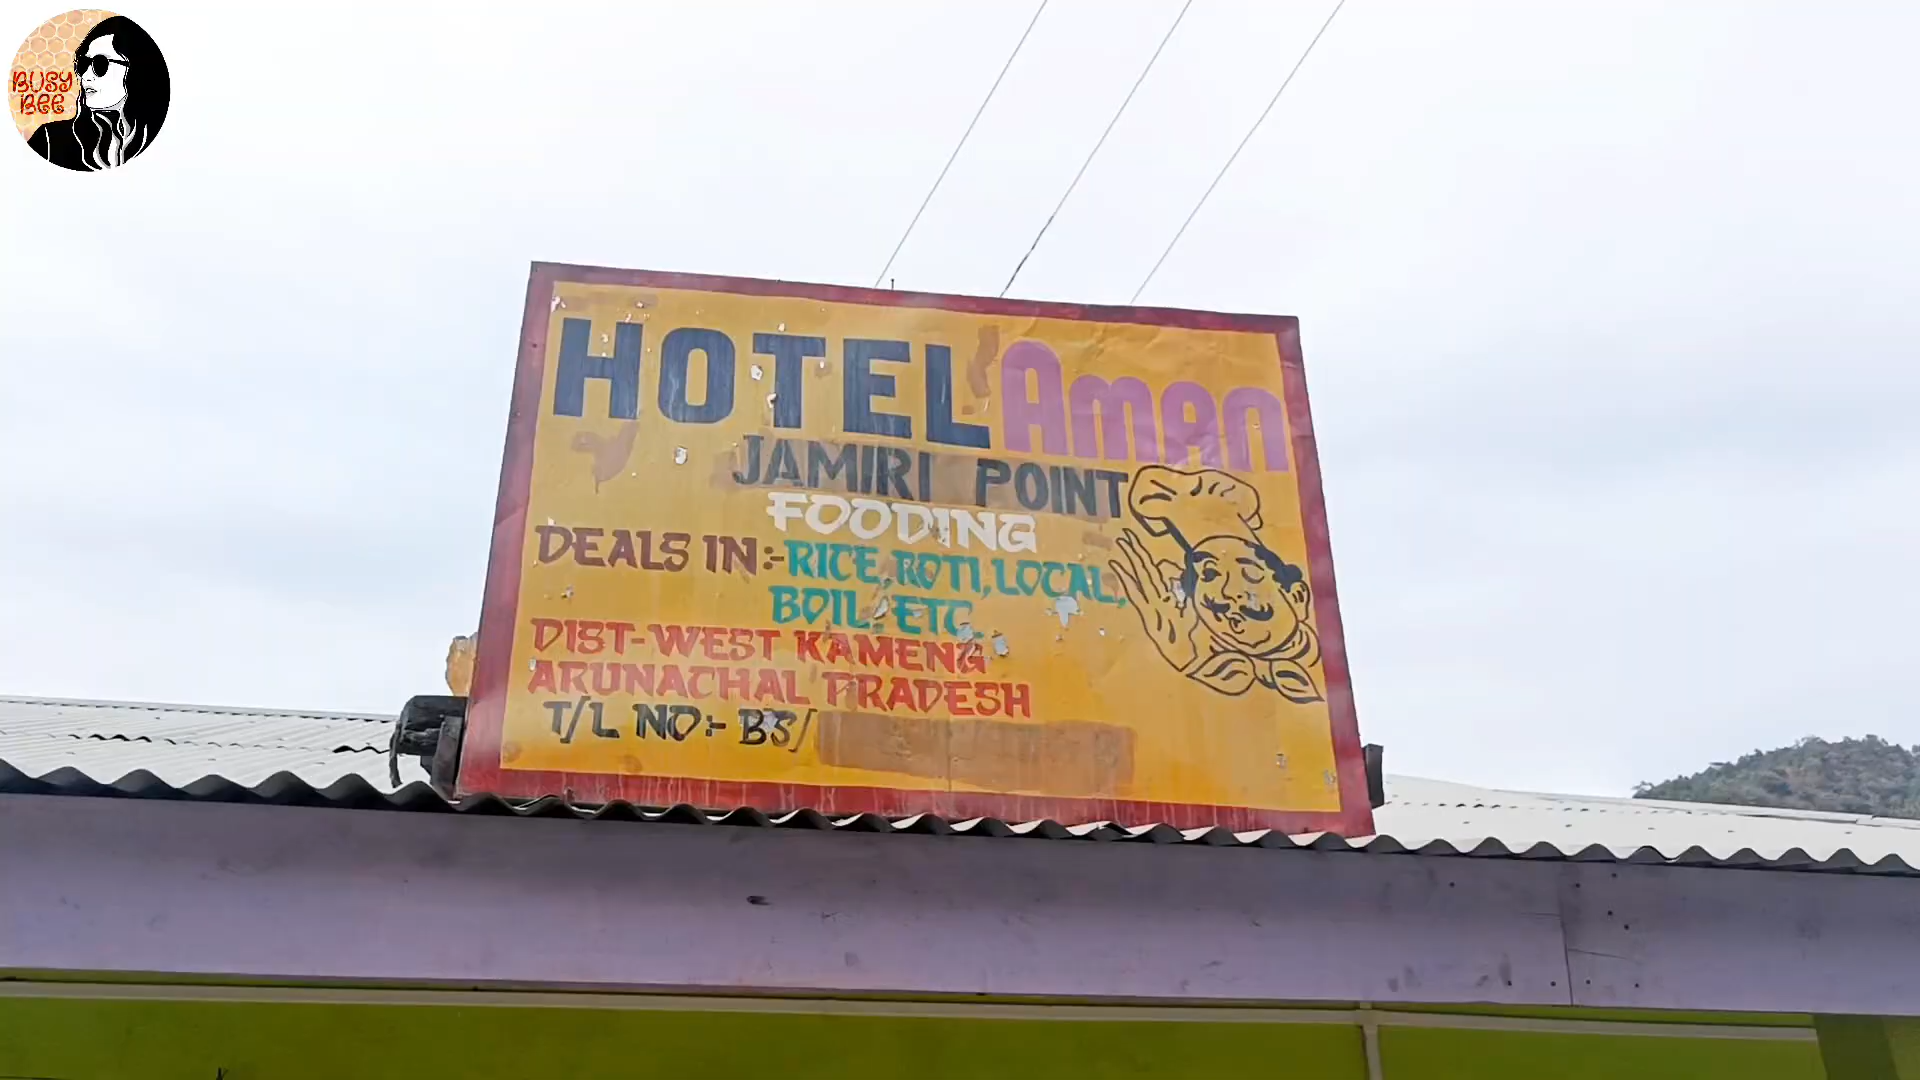 BUSY
BEE
HOTEL AMAN
JAMIRI POINT
FOODING
DEALS IN:- RICE, ROTI, LOCAL,
BOIL, ETC.
DIST-WEST KAMENG
ARUNACHAL PRADESH
T/L NO:- BS/